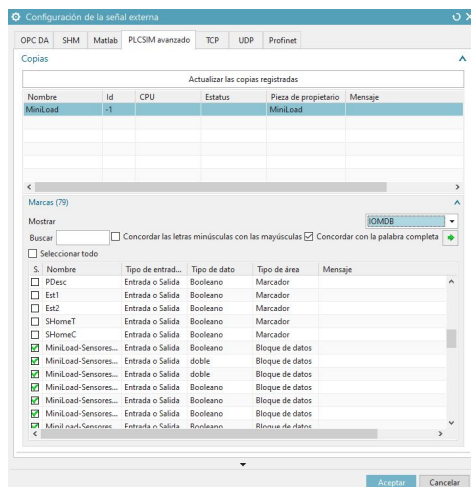 Configuración de la señal externa
OPC DA SHM Matlab PLCSIM avanzado TCP UDP Profinet
Copias
Actualizar las copias registradas
Nombre Id CPU Estatus Pieza de propietario Mensaje
MiniLoad -1 MiniLoad
Marcas (79)
Mostrar IOMDB
Buscar Concordar las letras minúsculas con las mayúsculas Concordar con la palabra completa
Seleccionar todo
S. Nombre Tipo de entrad... Tipo de dato Tipo de área Mensaje
PDesc Entrada o Salida Booleano Marcador
Est1 Entrada o Salida Booleano Marcador
Est2 Entrada o Salida Booleano Marcador
SHomeT Entrada o Salida Booleano Marcador
SHomeC Entrada o Salida Booleano Marcador
MiniLoad-Sensores... Entrada o Salida Booleano Bloque de datos
MiniLoad-Sensores... Entrada o Salida doble Bloque de datos
MiniLoad-Sensores... Entrada o Salida doble Bloque de datos
MiniLoad-Sensores... Entrada o Salida Booleano Bloque de datos
MiniLoad-Sensores... Entrada o Salida Booleano Bloque de datos
MiniLoad-Sensores... Entrada o Salida Booleano Bloque de datos
MiniLoad-Sensores... Entrada o Salida Booleano Bloque de datos
Aceptar Cancelar